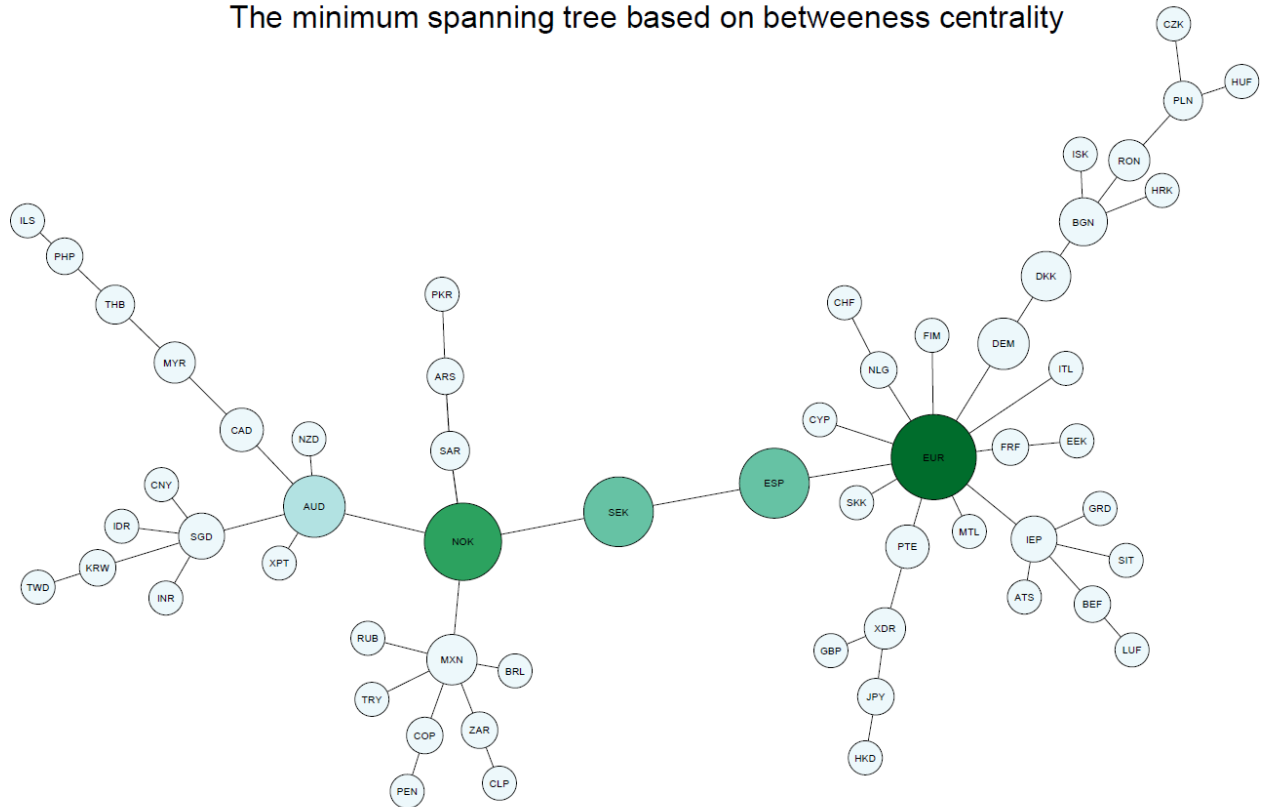 The minimum spanning tree based on betweeness centrality
CZK
HUF
PLN
ISK
RON
HRK
ILS
BGN
PHP
DKK
PKR
THB
CHF
FIM
DEM
MYR
NLG
ITL
ARS
CYP
CAD
NZD
EEK
FRF
SAR
EUR
ESP
CNY
SKK
AUD
GRD
SEK
IDR
SGD
MTL
IEP
NOK
PTE
SIT
XPT
KRW
TWD
INR
ATS
BEF
XDR
RUB
GBP
LUF
MXN
BRL
TRY
JPY
COP
ZAR
HKD
CLP
PEN